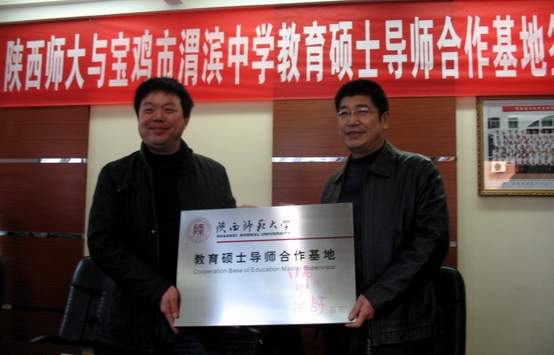 陕西师大与宝鸡市渭滨中学教育硕士导师合作基地
陕西师范大学
SHAANXI NORMAL UNIVERSITY
教育硕士导师合作基地
Cooperation Base of Education Master Supervisor